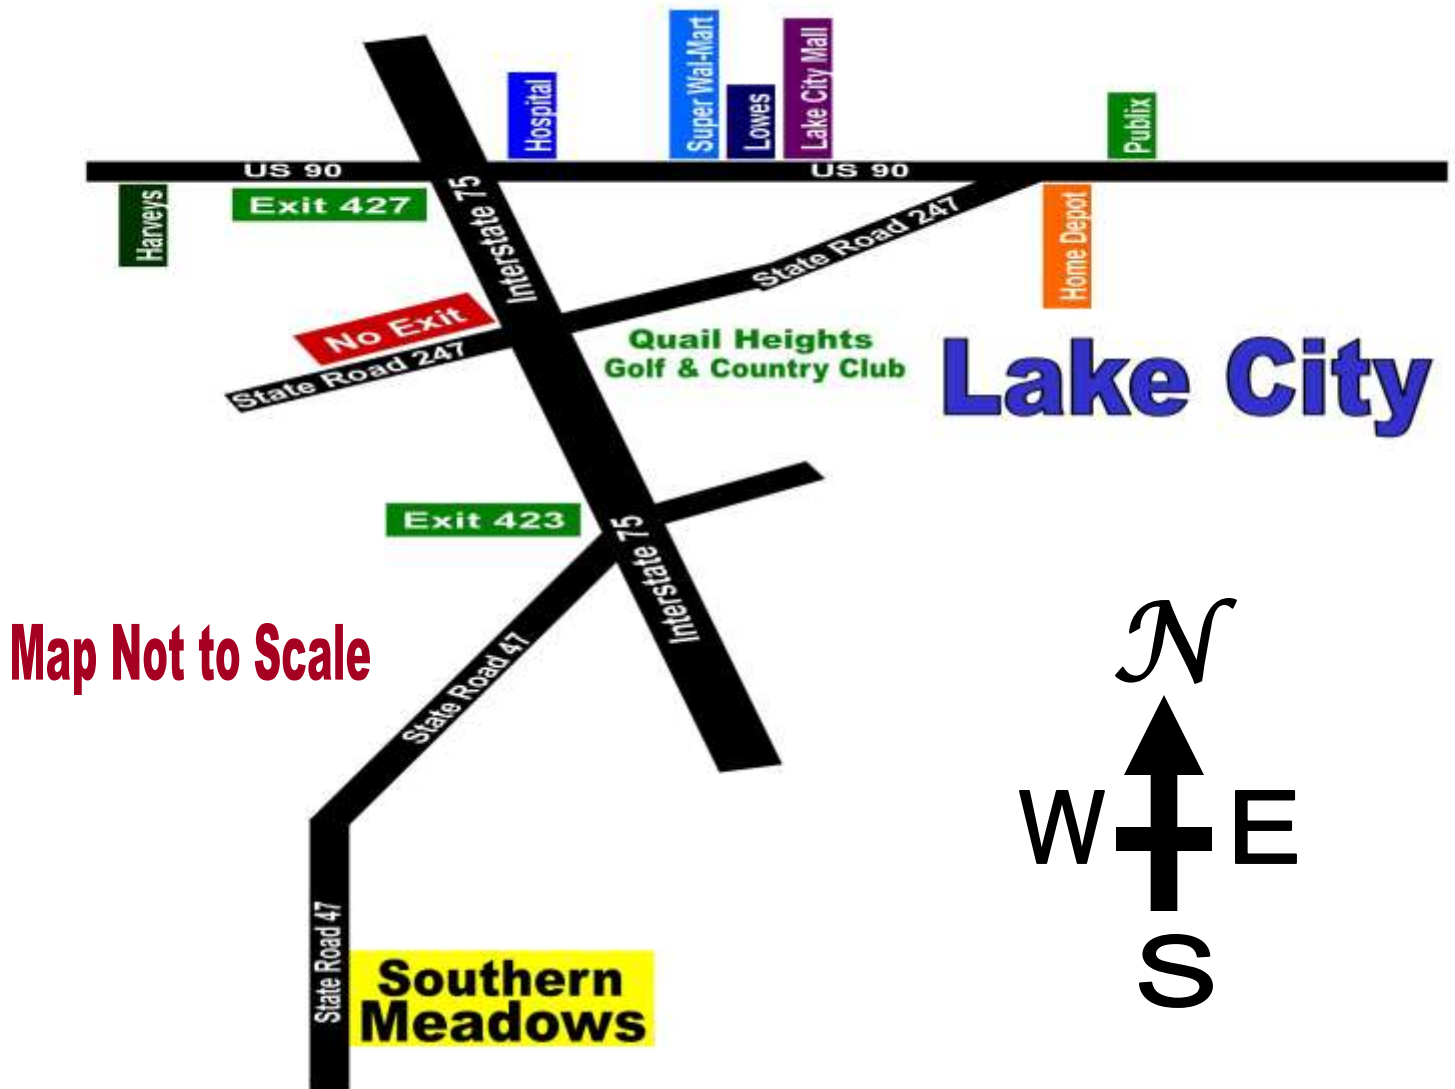 Hospital
Super Wal-Mart
Lowes
Lake City Mall
Publix
US 90
US 90
Harveys
Exit 427
Interstate 75
State Road 247
Home Depot
No Exit
State Road 247
Quail Heights
Golf & Country Club
Lake City
Exit 423
Interstate 75
Map Not to Scale
State Road 47
N
W
E
S
State Road 47
Southern
Meadows